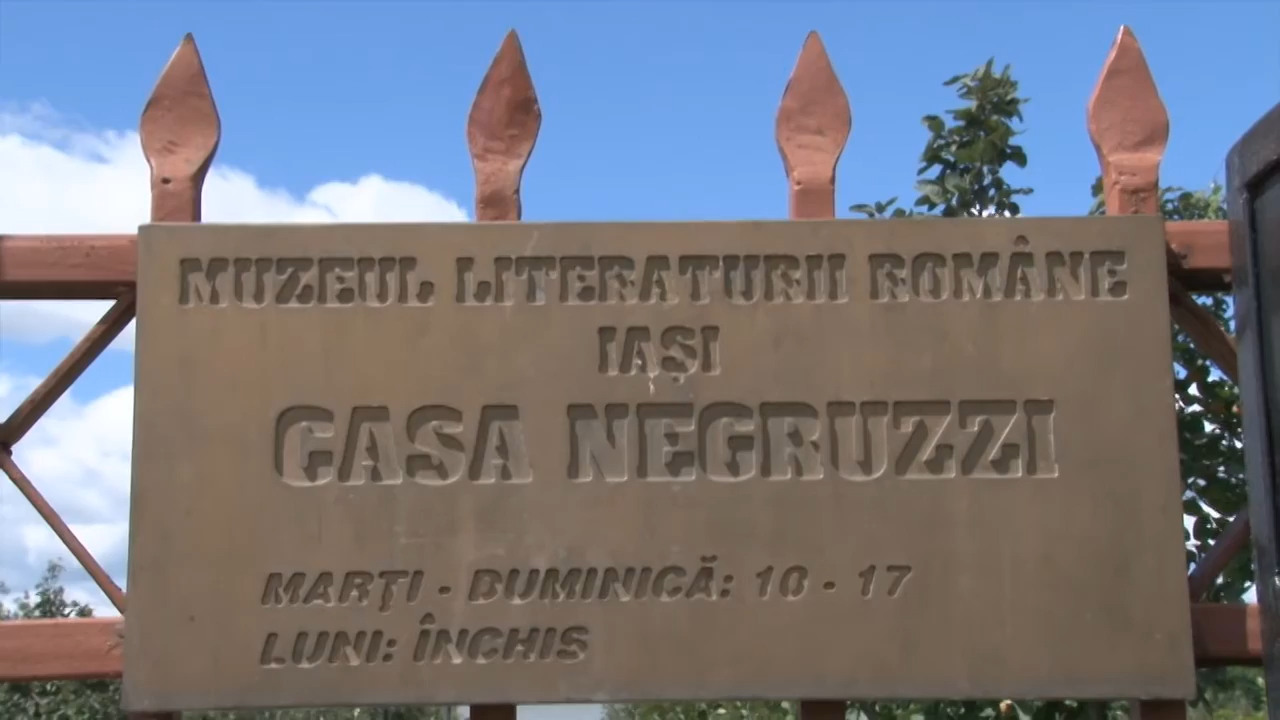 MUZEUL LITERATURII ROMÂNE
IAȘI
CASA NEGRUZZI
MARȚI - DUMINICĂ: 10 - 17
LUNI: ÎNCHIS